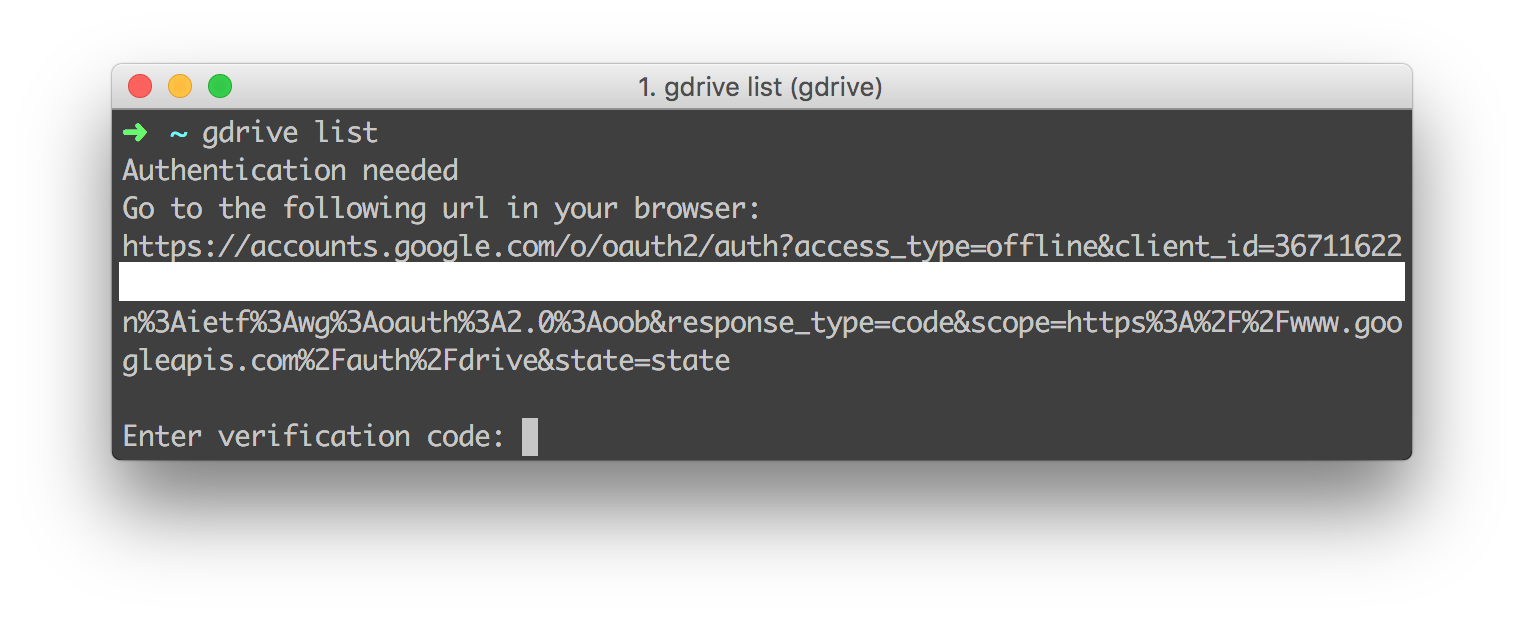 1. gdrive list (gdrive)
➜ ~ gdrive list
Authentication needed
Go to the following url in your browser:
https://accounts.google.com/o/oauth2/auth?access_type=offline&client_id=36711622
n%3Aietf%3Awg%3Aoauth%3A2.0%3Aoob&response_type=code&scope=https%3A%2F%2Fwww.goo
gleapis.com%2Fauth%2Fdrive&state=state
Enter verification code: